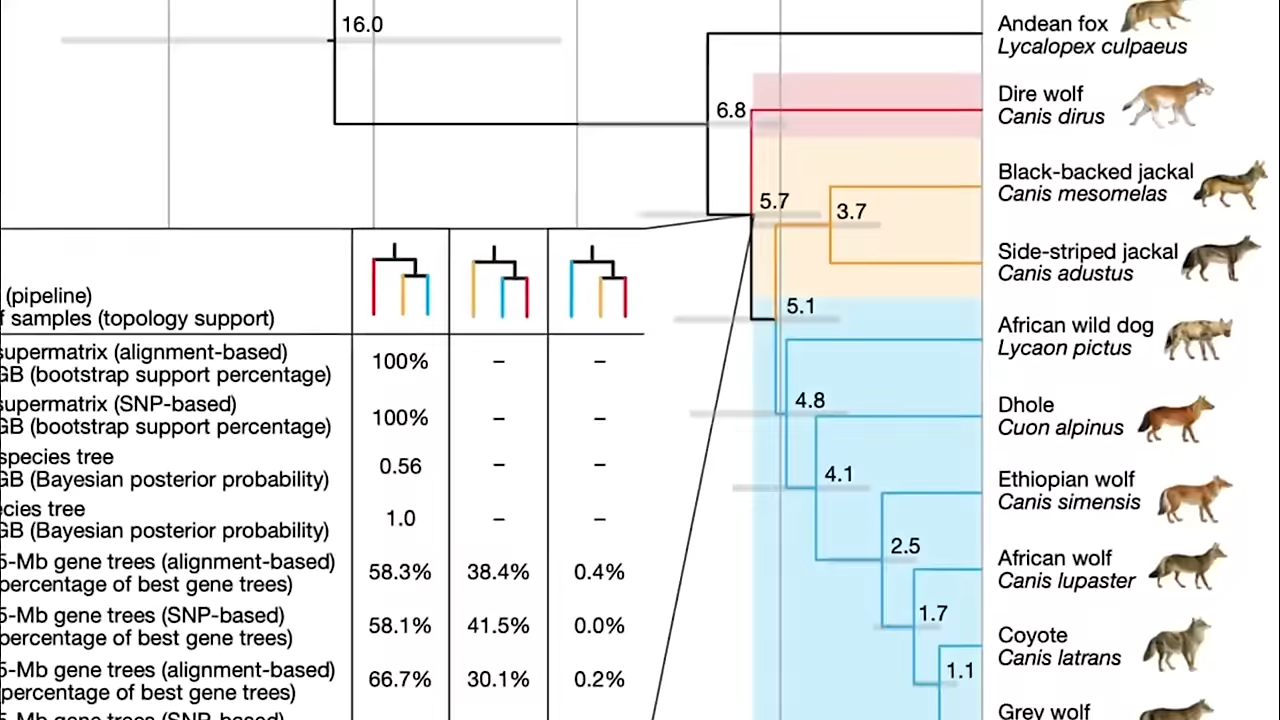 16.0
6.8
5.7
3.7
5.1
4.8
4.1
2.5
1.7
1.1
Andean fox
Lycalopex culpaeus
Dire wolf
Canis dirus
Black-backed jackal
Canis mesomelas
Side-striped jackal
Canis adustus
African wild dog
Lycaon pictus
Dhole
Cuon alpinus
Ethiopian wolf
Canis simensis
African wolf
Canis lupaster
Coyote
Canis latrans
Grey wolf
(pipeline)
f samples (topology support)
supermatrix (alignment-based)
GB (bootstrap support percentage)
100% – –
supermatrix (SNP-based)
GB (bootstrap support percentage)
100% – –
species tree
GB (Bayesian posterior probability)
0.56 – –
ecies tree
GB (Bayesian posterior probability)
1.0 – –
5-Mb gene trees (alignment-based)
percentage of best gene trees)
58.3% 38.4% 0.4%
5-Mb gene trees (SNP-based)
percentage of best gene trees)
58.1% 41.5% 0.0%
5-Mb gene trees (alignment-based)
percentage of best gene trees)
66.7% 30.1% 0.2%
5-Mb gene trees (SNP-based)